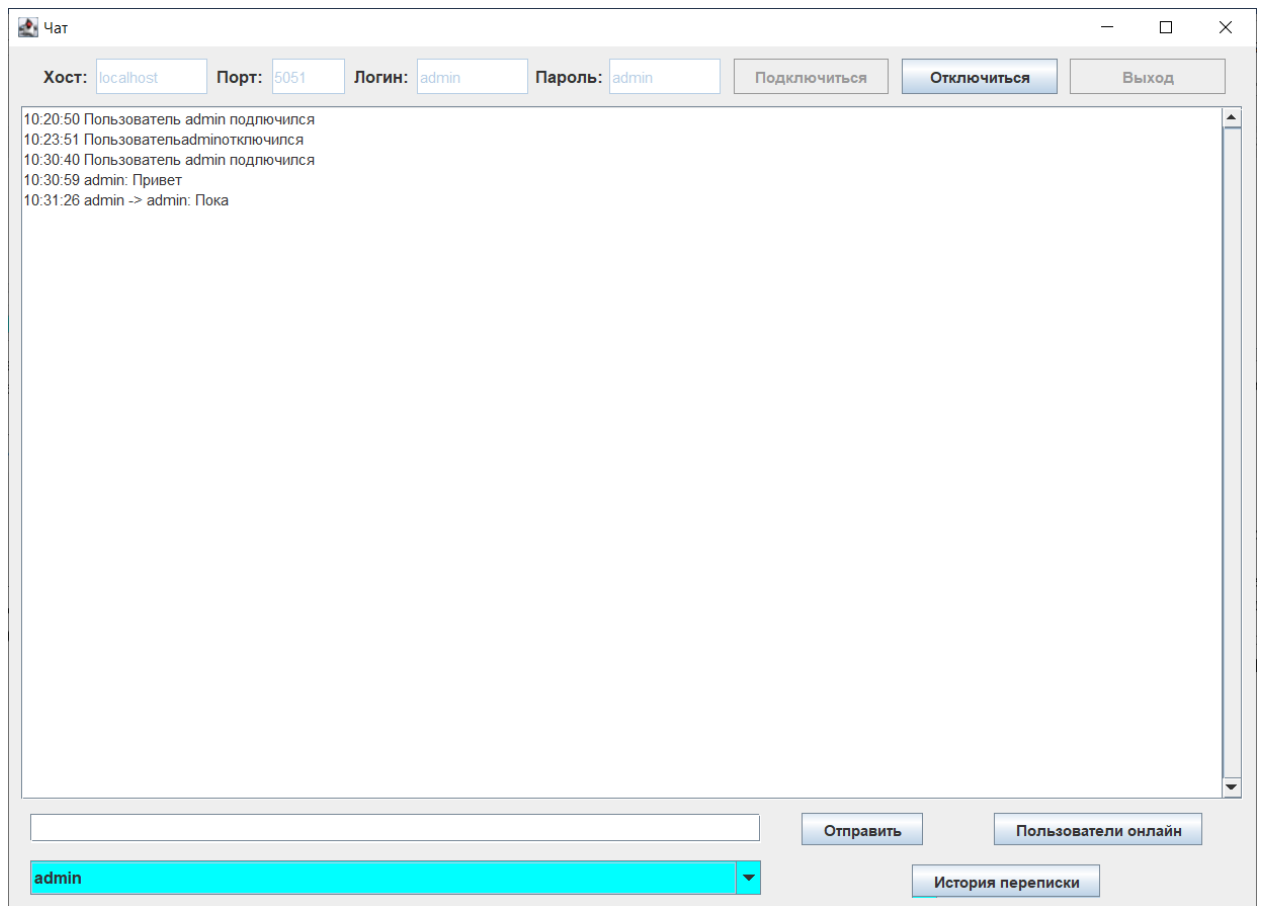 Чат
Хост: localhost Порт: 5051 Логин: admin Пароль: admin Подключиться Отключиться Выход
10:20:50 Пользователь admin подлючился
10:23:51 Пользовательadminотключился
10:30:40 Пользователь admin подлючился
10:30:59 admin: Привет
10:31:26 admin -> admin: Пока
Отправить Пользователи онлайн
admin История переписки